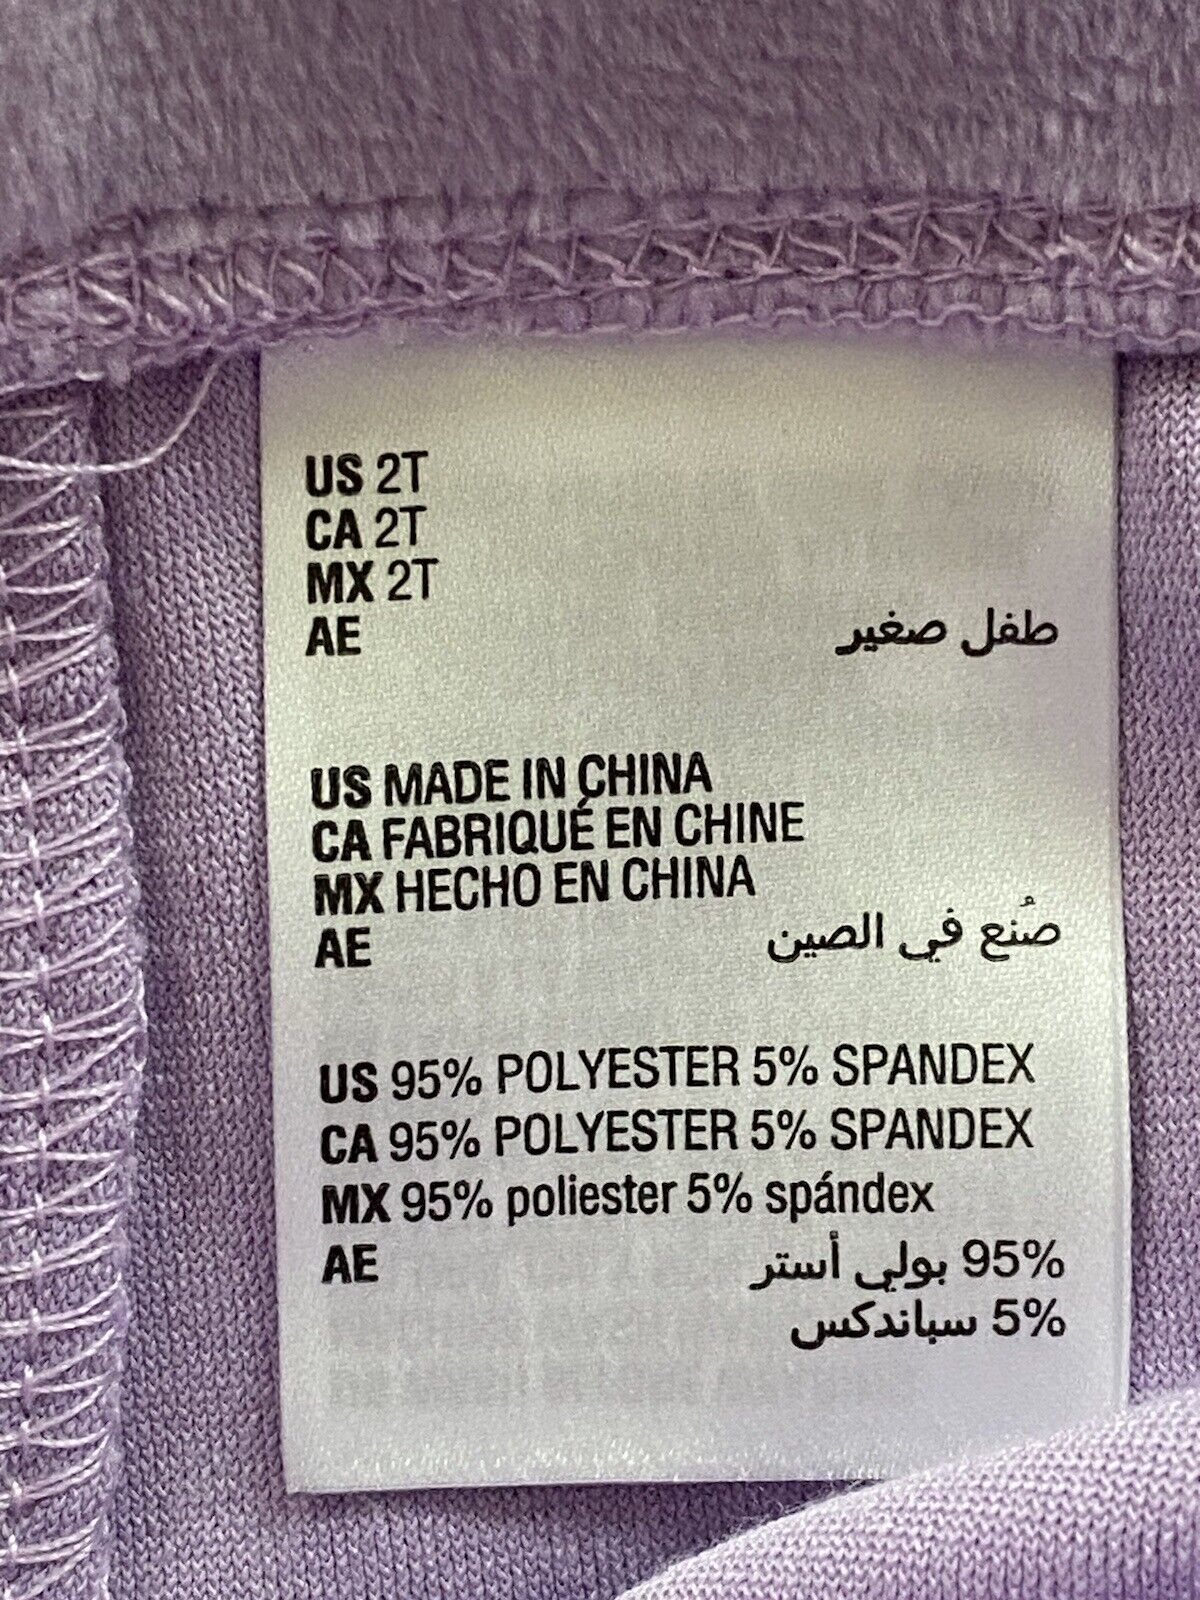 US 2T
CA 2T
MX 2T
AE طفل صغير
US MADE IN CHINA
CA FABRIQUÉ EN CHINE
MX HECHO EN CHINA
AE صُنع في الصين
US 95% POLYESTER 5% SPANDEX
CA 95% POLYESTER 5% SPANDEX
MX 95% poliester 5% spándex
AE 95% بولي أستر
5% سباندكس